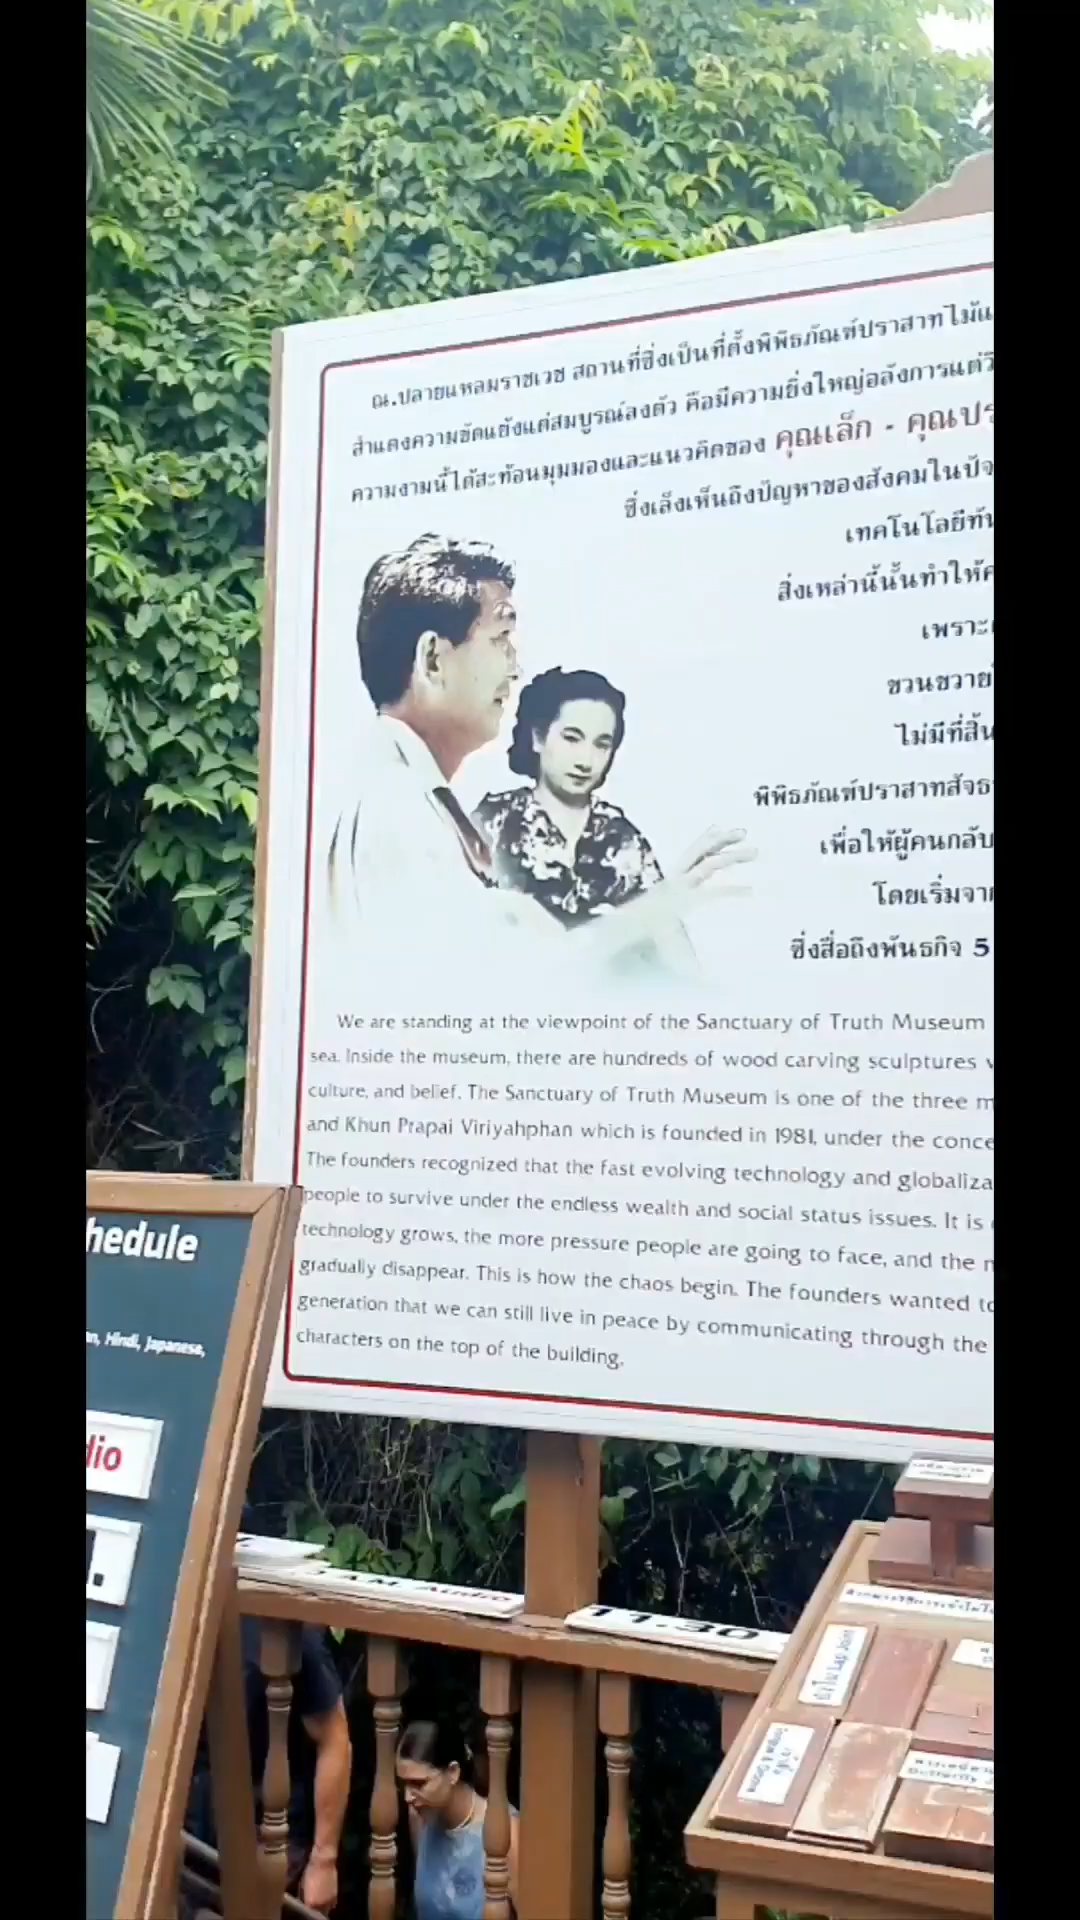 ณ.ปลายแหลมราชเวช สถานที่ซึ่งเป็นที่ตั้งพิพิธภัณฑ์ปราสาทไม้แ
สำแดงความขัดแย้งแต่สมบูรณ์ลงตัว คือมีความยิ่งใหญ่อลังการแต่วิ
ความงามนี้ได้สะท้อนมุมมองและแนวคิดของ คุณเล็ก - คุณประ
ซึ่งเล็งเห็นถึงปัญหาของสังคมในปัจ
เทคโนโลยีทัน
สิ่งเหล่านี้นั้นทำให้ค
เพราะ
ขวนขวาย
ไม่มีที่สิ้น
พิพิธภัณฑ์ปราสาทสัจธ
เพื่อให้ผู้คนกลับ
โดยเริ่มจาก
ซึ่งสื่อถึงพันธกิจ 5
We are standing at the viewpoint of the Sanctuary of Truth Museum
sea. Inside the museum, there are hundreds of wood carving sculptures
culture, and belief. The Sanctuary of Truth Museum is one of the three m
and Khun Prapai Viriyahphan which is founded in 1981, under the conce
The founders recognized that the fast evolving technology and globaliza
people to survive under the endless wealth and social status issues. It is
technology grows, the more pressure people are going to face, and the
gradually disappear. This is how the chaos begin. The founders wanted to
generation that we can still live in peace by communicating through the
characters on the top of the building.
hedule
n, Hindi, Japanese,
dio
A.M. Audio
11.30
เข้าไม้ Lap Joint
Tongue & Groove
Butterfly